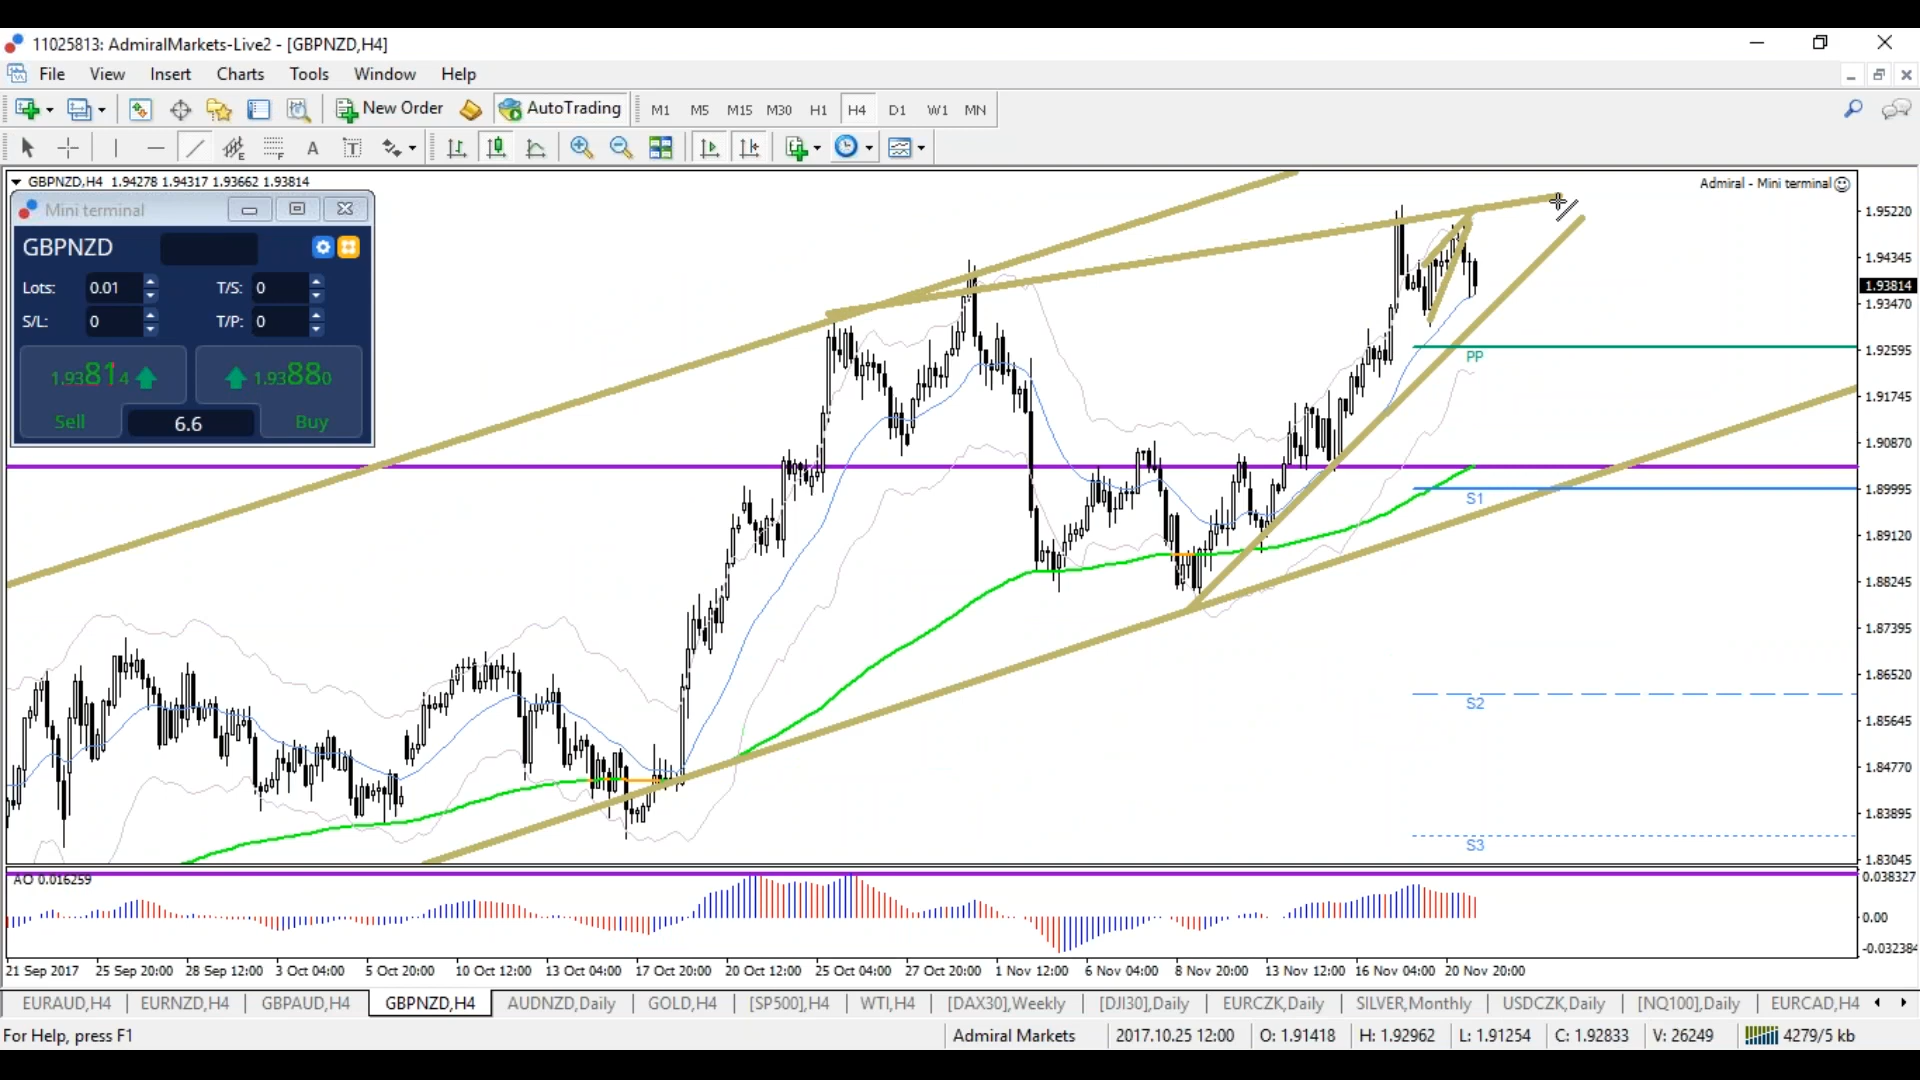 11025813: AdmiralMarkets-Live2 - [GBPNZD,H4]
File View Insert Charts Tools Window Help
New Order AutoTrading M1 M5 M15 M30 H1 H4 D1 W1 MN
A T
GBPNZD,H4 1.94278 1.94317 1.93662 1.93814
Admiral - Mini terminal
Mini terminal
GBPNZD
Lots: 0.01 T/S: 0
S/L: 0 T/P: 0
1.93814 1.93880
Sell 6.6 Buy
1.95220
1.94345
1.93814
1.93470
1.92595
1.91745
1.90870
1.89995
1.89120
1.88245
1.87395
1.86520
1.85645
1.84770
1.83895
1.83045
PP
S1
S2
S3
AO 0.016259
0.038327
0.00
-0.032384
21 Sep 2017 25 Sep 20:00 28 Sep 12:00 3 Oct 04:00 5 Oct 20:00 10 Oct 12:00 13 Oct 04:00 17 Oct 20:00 20 Oct 12:00 25 Oct 04:00 27 Oct 20:00 1 Nov 12:00 6 Nov 04:00 8 Nov 20:00 13 Nov 12:00 16 Nov 04:00 20 Nov 20:00
EURAUD,H4 EURNZD,H4 GBPAUD,H4 GBPNZD,H4 AUDNZD,Daily GOLD,H4 [SP500],H4 WTI,H4 [DAX30],Weekly [DJI30],Daily EURCZK,Daily SILVER,Monthly USDCZK,Daily [NQ100],Daily EURCAD,H4
For Help, press F1 Admiral Markets 2017.10.25 12:00 O: 1.91418 H: 1.92962 L: 1.91254 C: 1.92833 V: 26249 4279/5 kb